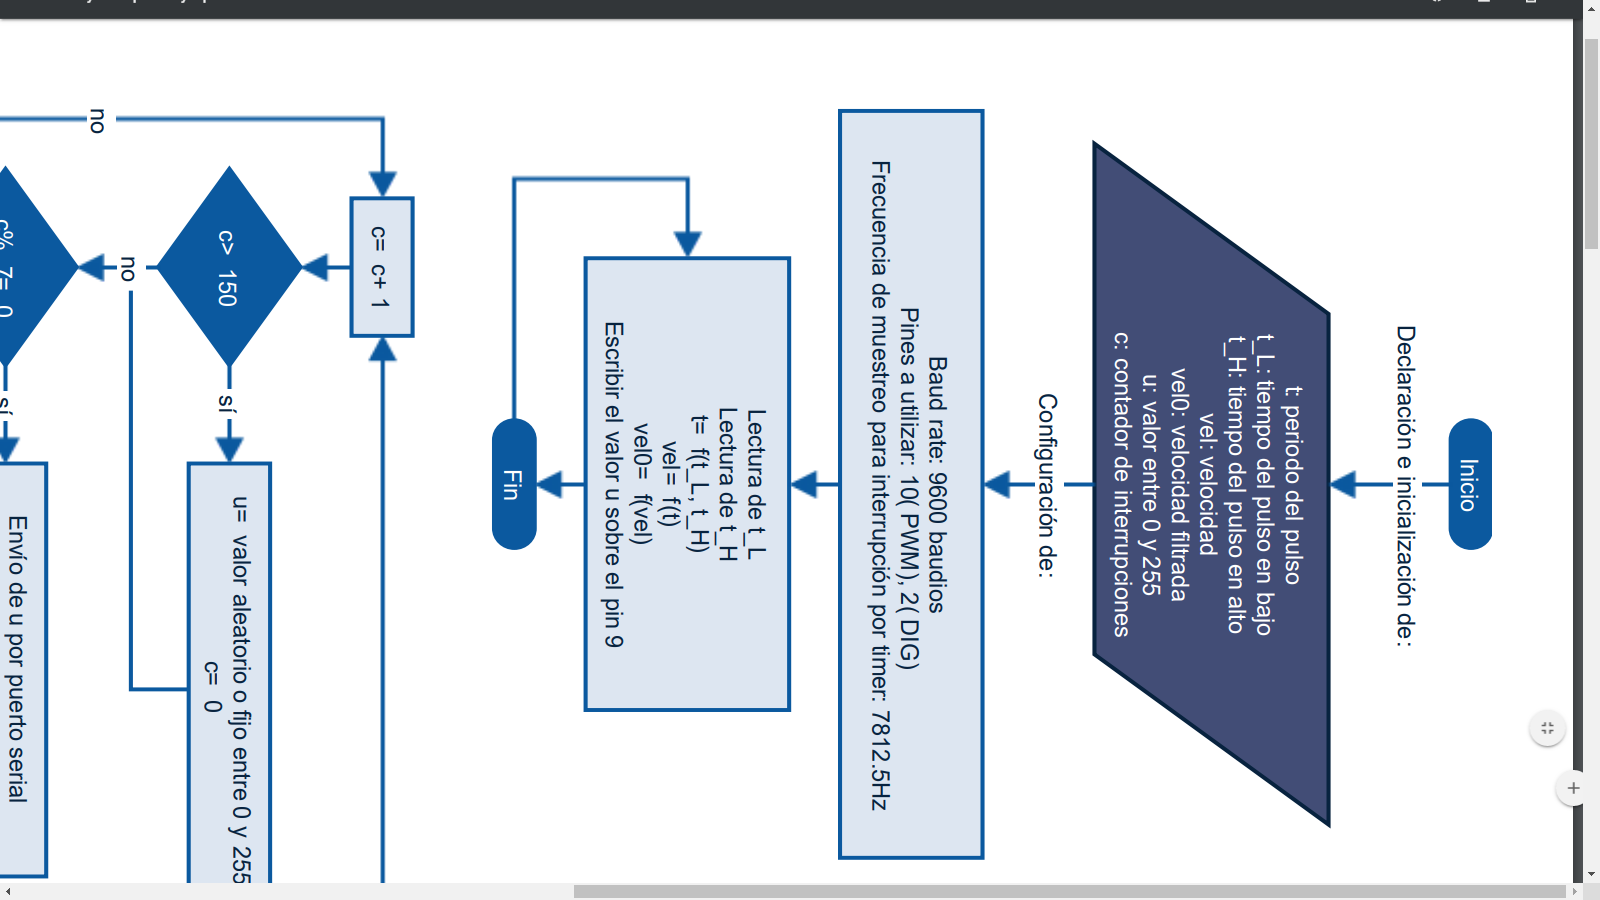 Inicio
Declaración e inicialización de:
t: periodo del pulso
t_L: tiempo del pulso en bajo
t_H: tiempo del pulso en alto
vel: velocidad
vel0: velocidad filtrada
u: valor entre 0 y 255
c: contador de interrupciones
Configuración de:
Baud rate: 9600 baudios
Pines a utilizar: 10( PWM), 2( DIG)
Frecuencia de muestreo para interrupción por timer: 7812.5Hz
Lectura de t_L
Lectura de t_H
t= f(t_L, t_H)
vel= f(t)
vel0= f(vel)
Escribir el valor u sobre el pin 9
Fin
c= c+ 1
c> 150
no
sí
u= valor aleatorio o fijo entre 0 y 255
c= 0
no
c% 7= 0
sí
Envío de u por puerto serial